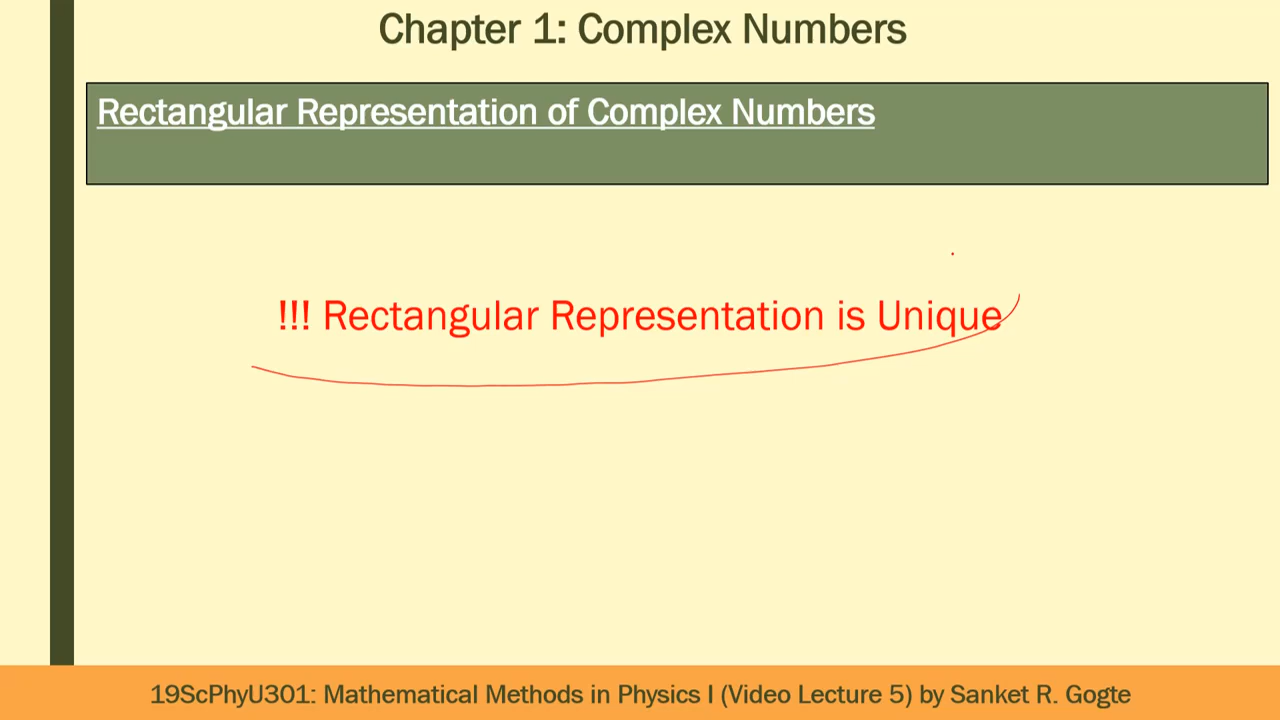 Chapter 1: Complex Numbers
Rectangular Representation of Complex Numbers
!!! Rectangular Representation is Unique
19ScPhyU301: Mathematical Methods in Physics I (Video Lecture 5) by Sanket R. Gogte